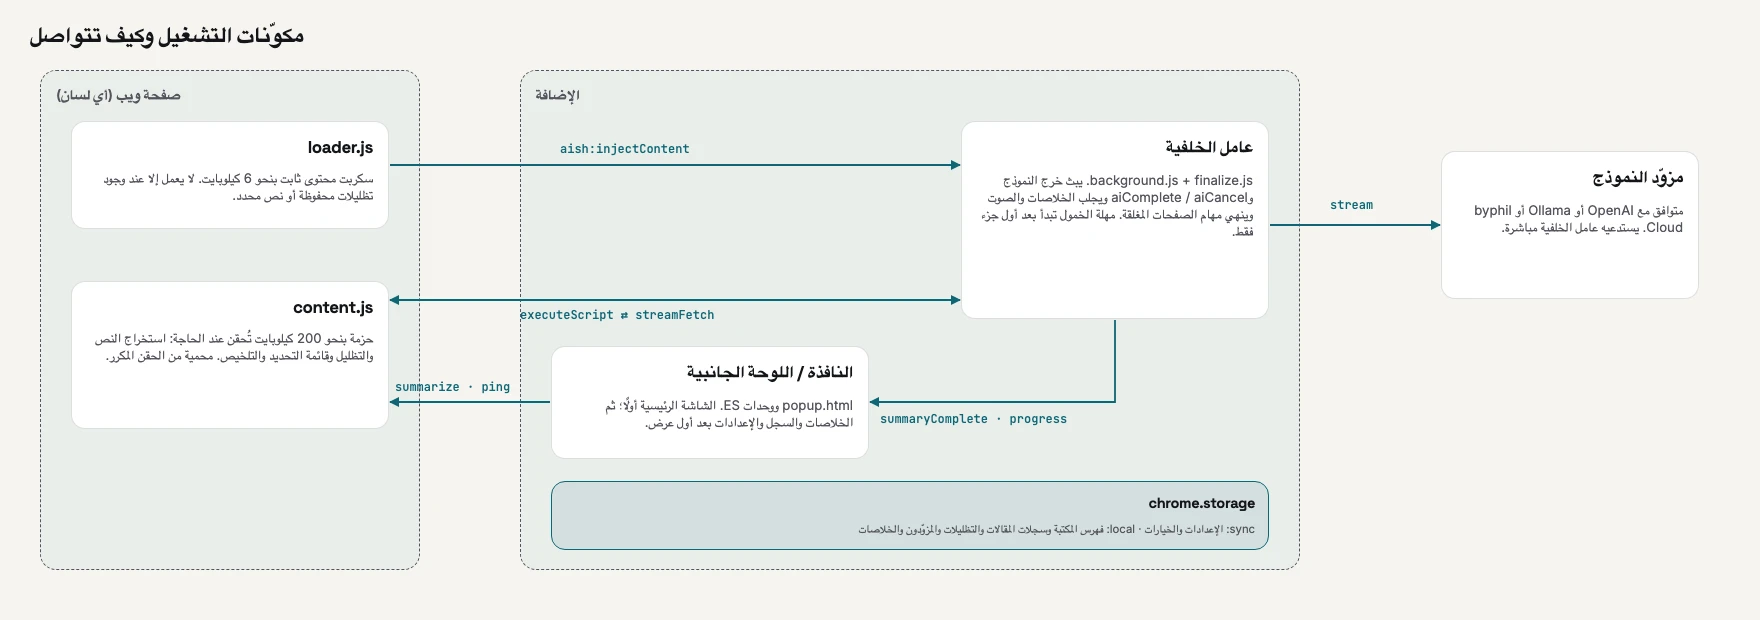 مكوّنات التشغيل وكيف تتواصل
صفحة ويب (أي لسان)
loader.js
سكربت محتوى ثابت بنحو 6 كيلوبايت. لا يعمل إلا عند وجود
تظليلات محفوظة أو نص محدد.
content.js
حزمة بنحو 200 كيلوبايت تُحقن عند الحاجة: استخراج النص
والتظليل وقائمة التحديد والتلخيص. محمية من الحقن المكرر.
الإضافة
aish:injectContent
executeScript ⇄ streamFetch
summarize · ping
عامل الخلفية
background.js + finalize.js. يبث خرج النموذج
وaiComplete / aiCancel ويجلب الخلاصات والصوت
وينهي مهام الصفحات المغلقة. مهلة الخمول تبدأ بعد أول جزء
فقط.
النافذة / اللوحة الجانبية
popup.html ووحدات ES. الشاشة الرئيسية أولًا؛ ثم
الخلاصات والسجل والإعدادات بعد أول عرض.
summaryComplete · progress
chrome.storage
sync: الإعدادات والخيارات · local: فهرس المكتبة وسجلات المقالات والتظليلات والمزوّدون والخلاصات
stream
مزوّد النموذج
متوافق مع OpenAI أو Ollama أو byphil
Cloud. يستدعيه عامل الخلفية مباشرة.